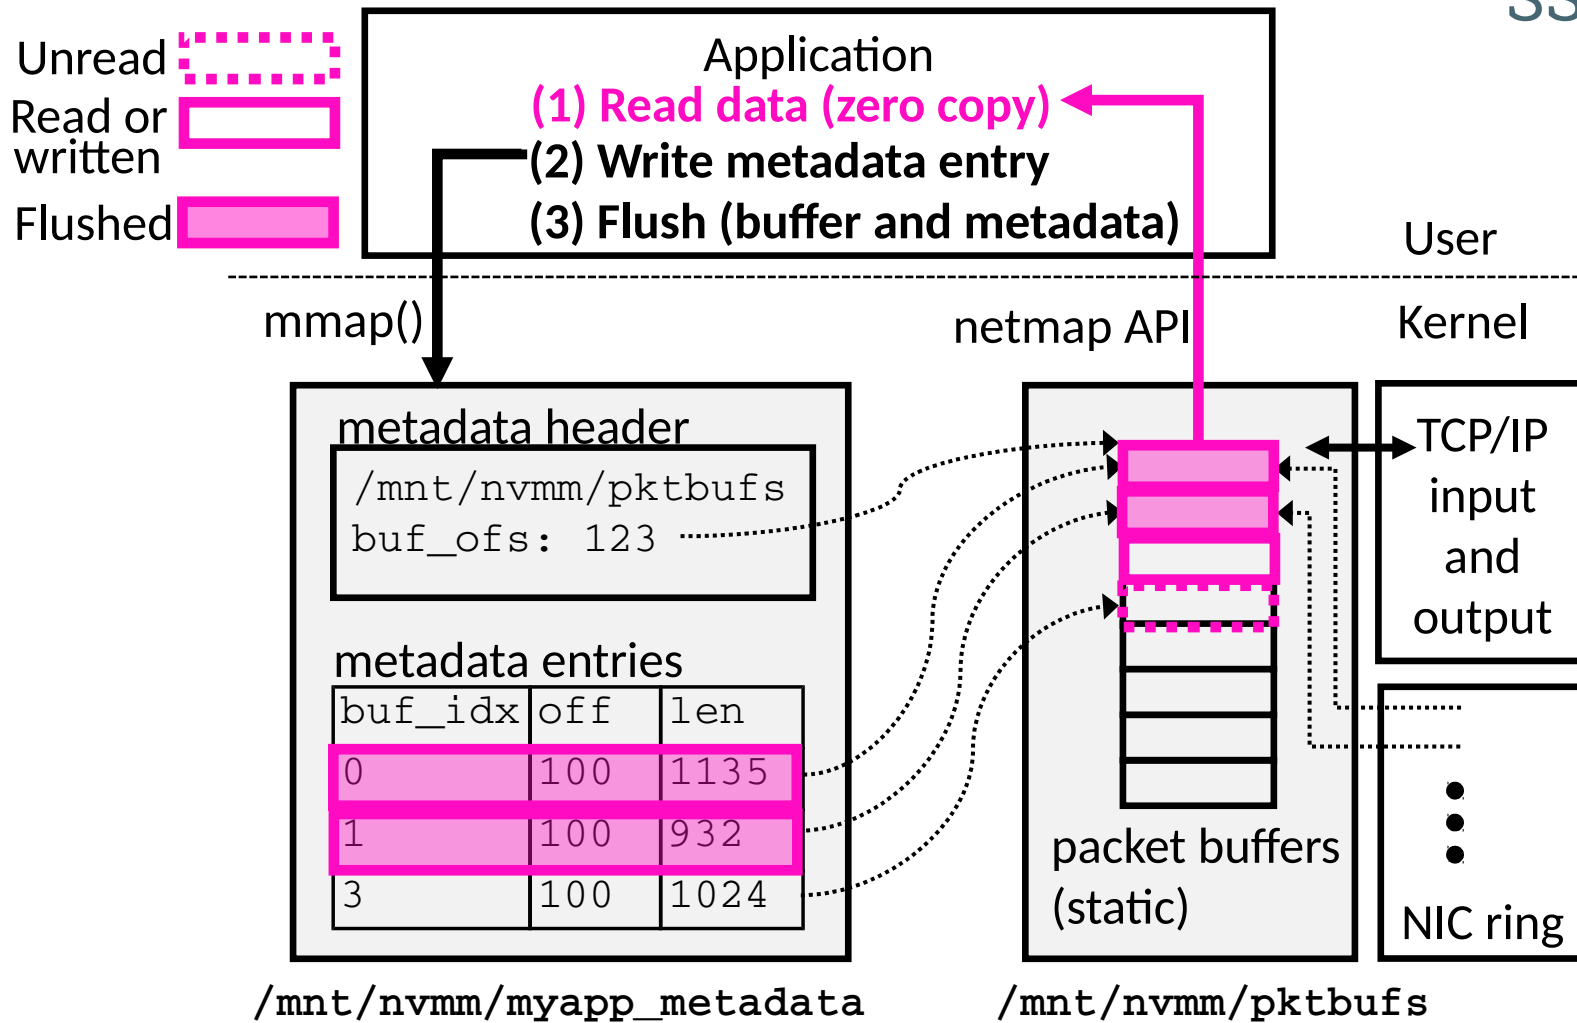 Unread
Read or
written
Flushed
Application
(1) Read data (zero copy)
(2) Write metadata entry
(3) Flush (buffer and metadata)
User
Kernel
mmap()
netmap API
metadata header
/mnt/nvmm/pktbufs
buf_ofs: 123
metadata entries
buf_idx off len
0 100 1135
1 100 932
3 100 1024
/mnt/nvmm/myapp_metadata
packet buffers
(static)
/mnt/nvmm/pktbufs
TCP/IP
input
and
output
NIC ring